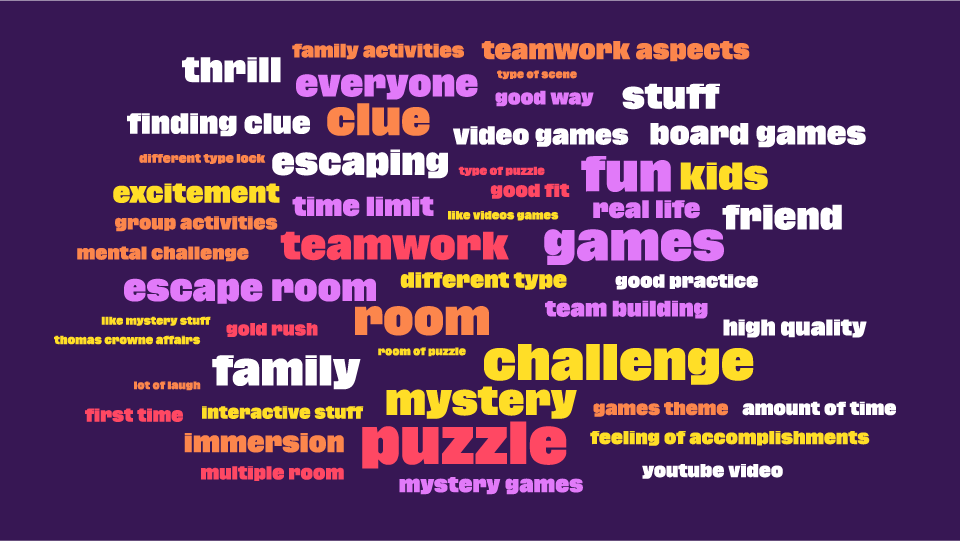 family activities
teamwork aspects
thrill
everyone
type of scene
good way
stuff
finding clue
clue
video games
board games
different type lock
escaping
type of puzzle
fun
kids
excitement
time limit
good fit
like videos games
real life
friend
group activities
mental challenge
teamwork
games
escape room
different type
good practice
team building
like mystery stuff
gold rush
room
high quality
thomas crowne affairs
family
room of puzzle
challenge
lot of laugh
mystery
first time
interactive stuff
games theme
amount of time
immersion
puzzle
feeling of accomplishments
multiple room
youtube video
mystery games